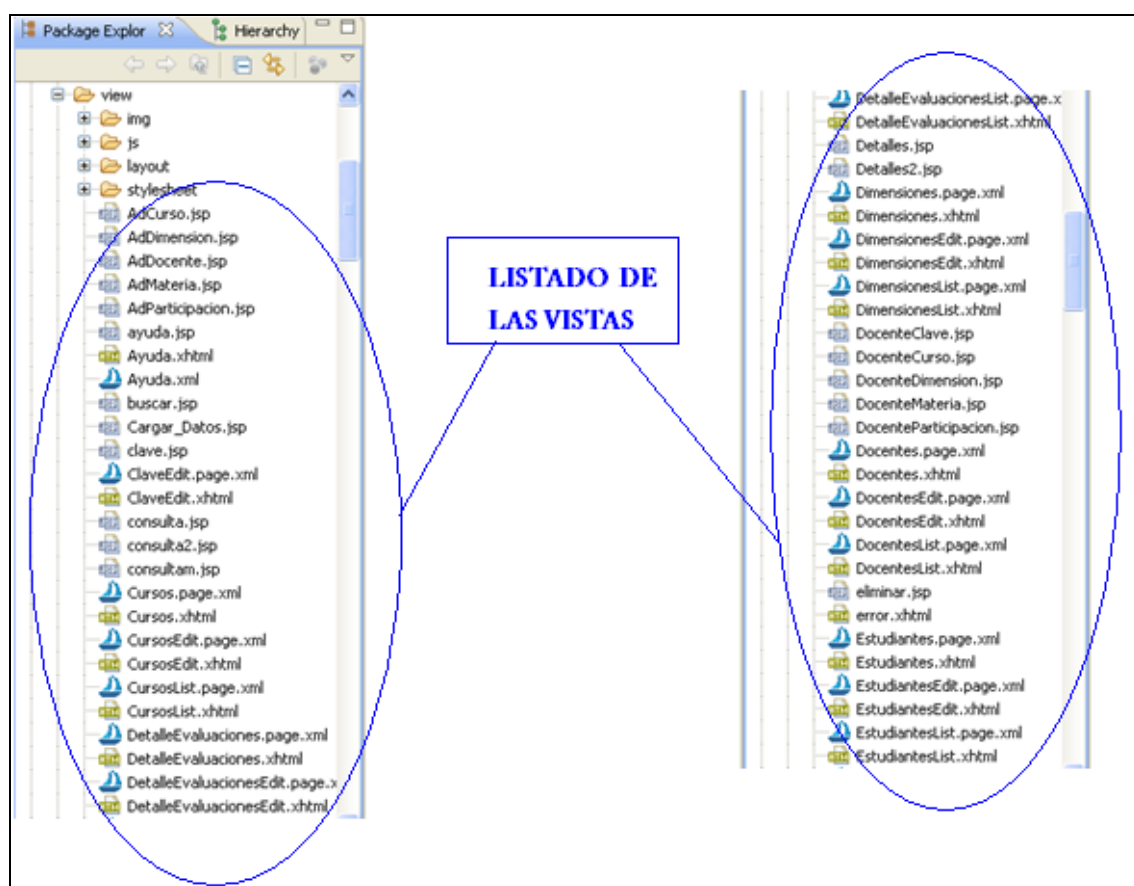 Package Explor
Hierarchy
view
img
js
layout
stylesheet
AdCurso.jsp
AdDimension.jsp
AdDocente.jsp
AdMateria.jsp
AdParticipacion.jsp
ayuda.jsp
Ayuda.xhtml
Ayuda.xml
buscar.jsp
Cargar_Datos.jsp
clave.jsp
ClaveEdit.page.xml
ClaveEdit.xhtml
consulta.jsp
consulta2.jsp
consultam.jsp
Cursos.page.xml
Cursos.xhtml
CursosEdit.page.xml
CursosEdit.xhtml
CursosList.page.xml
CursosList.xhtml
DetalleEvaluaciones.page.xml
DetalleEvaluaciones.xhtml
DetalleEvaluacionesEdit.page.x
DetalleEvaluacionesEdit.xhtml
LISTADO DE
LAS VISTAS
DetalleEvaluacionesList.page.x
DetalleEvaluacionesList.xhtml
Detalles.jsp
Detalles2.jsp
Dimensiones.page.xml
Dimensiones.xhtml
DimensionesEdit.page.xml
DimensionesEdit.xhtml
DimensionesList.page.xml
DimensionesList.xhtml
DocenteClave.jsp
DocenteCurso.jsp
DocenteDimension.jsp
DocenteMateria.jsp
DocenteParticipacion.jsp
Docentes.page.xml
Docentes.xhtml
DocentesEdit.page.xml
DocentesEdit.xhtml
DocentesList.page.xml
DocentesList.xhtml
eliminar.jsp
error.xhtml
Estudiantes.page.xml
Estudiantes.xhtml
EstudiantesEdit.page.xml
EstudiantesEdit.xhtml
EstudiantesList.page.xml
EstudiantesList.xhtml